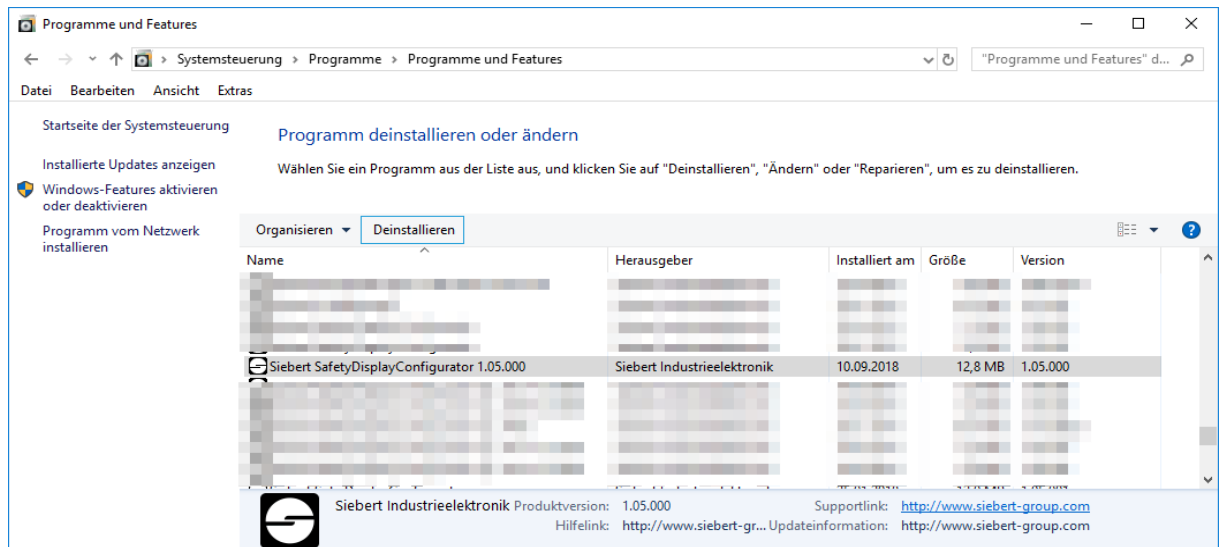 Programme und Features
Systemsteuerung > Programme > Programme und Features
"Programme und Features" d...
Datei Bearbeiten Ansicht Extras
Startseite der Systemsteuerung
Installierte Updates anzeigen
Windows-Features aktivieren
oder deaktivieren
Programm vom Netzwerk
installieren
Programm deinstallieren oder ändern
Wählen Sie ein Programm aus der Liste aus, und klicken Sie auf "Deinstallieren", "Ändern" oder "Reparieren", um es zu deinstallieren.
Organisieren Deinstallieren
Name Herausgeber Installiert am Größe Version
Siebert SafetyDisplayConfigurator 1.05.000 Siebert Industrieelektronik 10.09.2018 12,8 MB 1.05.000
Siebert Industrieelektronik Produktversion: 1.05.000 Supportlink: http://www.siebert-group.com
Hilfelink: http://www.siebert-gr... Updateinformation: http://www.siebert-group.com